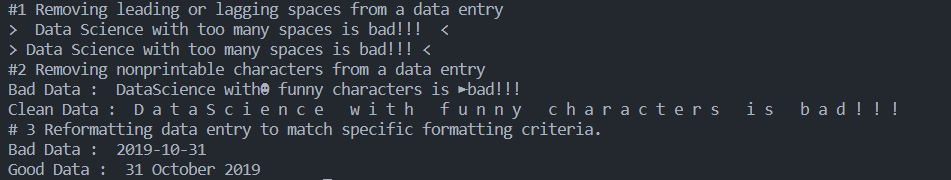 #1 Removing leading or lagging spaces from a data entry
>  Data Science with too many spaces is bad!!!  <
> Data Science with too many spaces is bad!!! <
#2 Removing nonprintable characters from a data entry
Bad Data :  DataScience with☻ funny characters is ►bad!!!
Clean Data :  D a t a S c i e n c e   w i t h   f u n n y   c h a r a c t e r s   i s   b a d ! ! !
# 3 Reformatting data entry to match specific formatting criteria.
Bad Data :  2019-10-31
Good Data :  31 October 2019